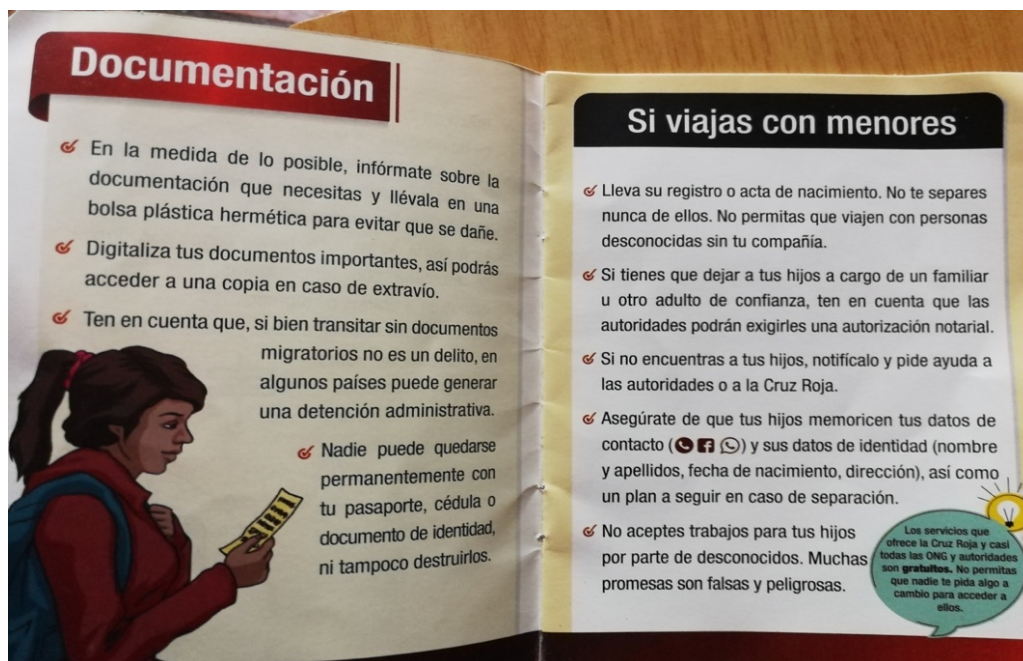 Documentación
En la medida de lo posible, infórmate sobre la
documentación que necesitas y llévala en una
bolsa plástica hermética para evitar que se dañe.
Digitaliza tus documentos importantes, así podrás
acceder a una copia en caso de extravío.
Ten en cuenta que, si bien transitar sin documentos
migratorios no es un delito, en
algunos países puede generar
una detención administrativa.
Nadie puede quedarse
permanentemente con
tu pasaporte, cédula o
documento de identidad,
ni tampoco destruirlos.
Si viajas con menores
Lleva su registro o acta de nacimiento. No te separes
nunca de ellos. No permitas que viajen con personas
desconocidas sin tu compañía.
Si tienes que dejar a tus hijos a cargo de un familiar
u otro adulto de confianza, ten en cuenta que las
autoridades podrán exigirles una autorización notarial.
Si no encuentras a tus hijos, notifícalo y pide ayuda a
las autoridades o a la Cruz Roja.
Asegúrate de que tus hijos memoricen tus datos de
contacto ( ) y sus datos de identidad (nombre
y apellidos, fecha de nacimiento, dirección), así como
un plan a seguir en caso de separación.
No aceptes trabajos para tus hijos
por parte de desconocidos. Muchas
promesas son falsas y peligrosas.
Los servicios que
ofrece la Cruz Roja y casi
todas las ONG y autoridades
son gratuitos. No permitas
que nadie te pida algo a
cambio para acceder a
ellos.